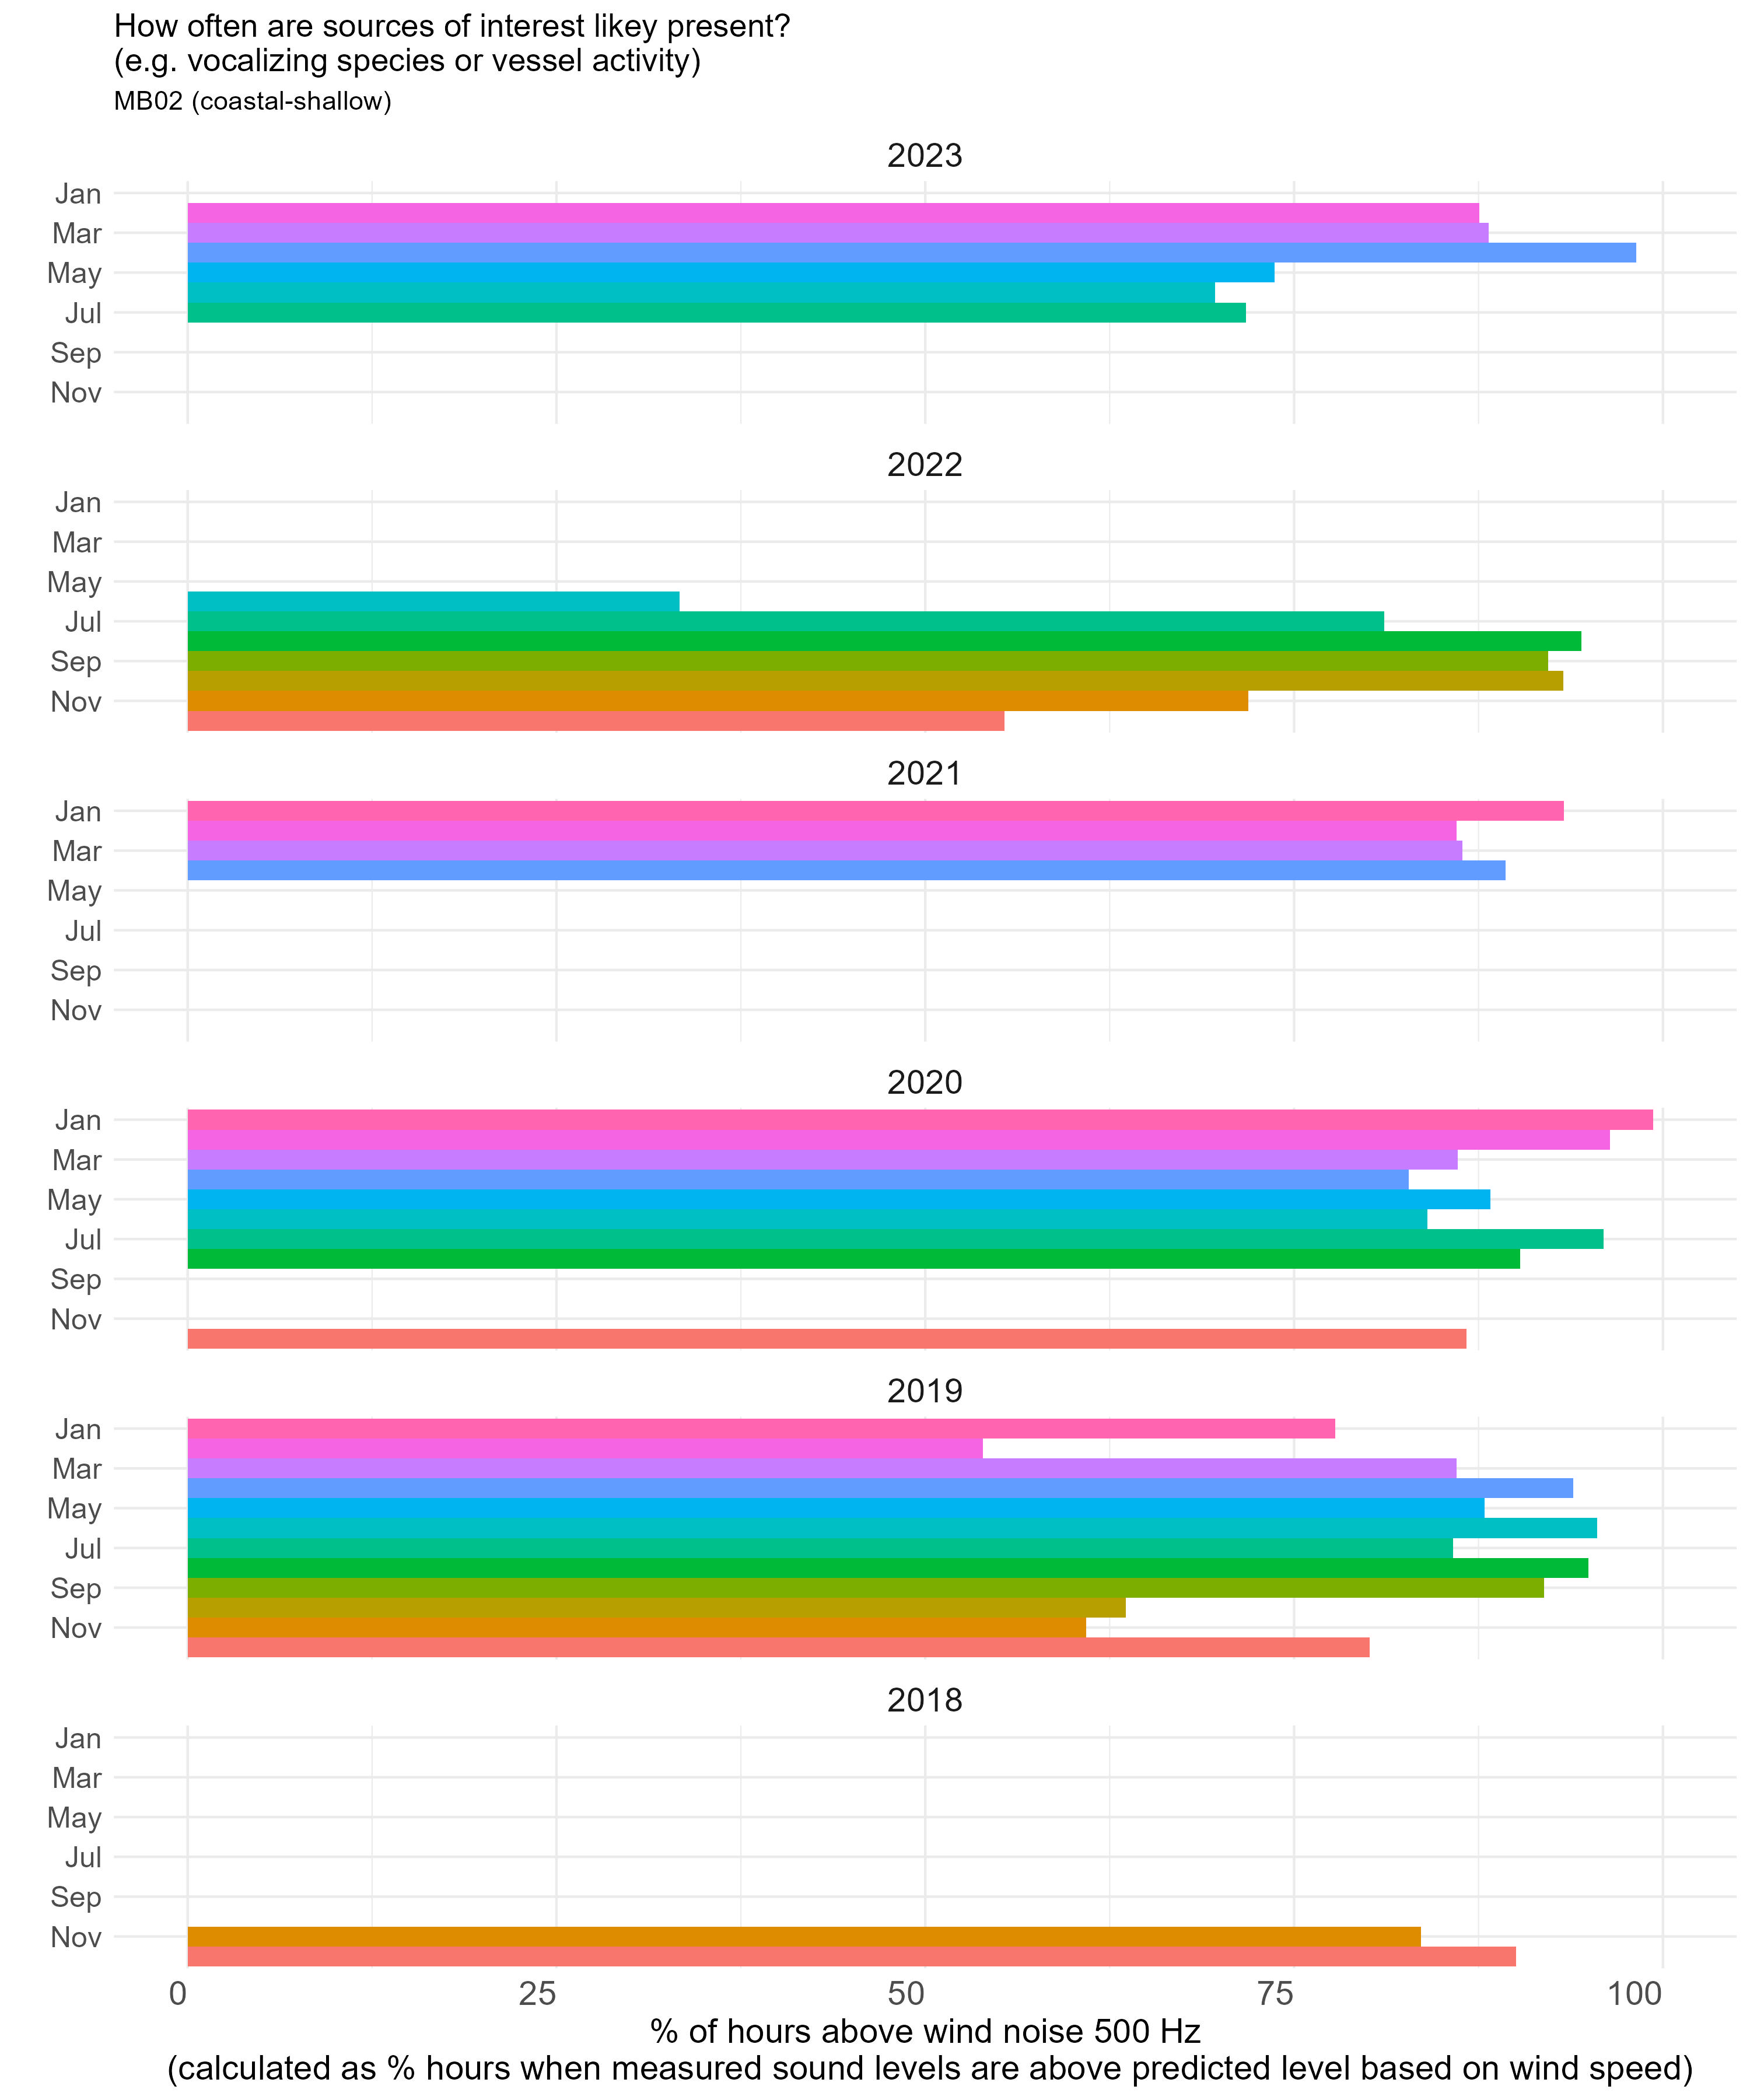 How often are sources of interest likey present?
(e.g. vocalizing species or vessel activity)
MB02 (coastal-shallow)
2023
Jan
Mar
May
Jul
Sep
Nov
2022
Jan
Mar
May
Jul
Sep
Nov
2021
Jan
Mar
May
Jul
Sep
Nov
2020
Jan
Mar
May
Jul
Sep
Nov
2019
Jan
Mar
May
Jul
Sep
Nov
2018
Jan
Mar
May
Jul
Sep
Nov
0 25 50 75 100
% of hours above wind noise 500 Hz
(calculated as % hours when measured sound levels are above predicted level based on wind speed)